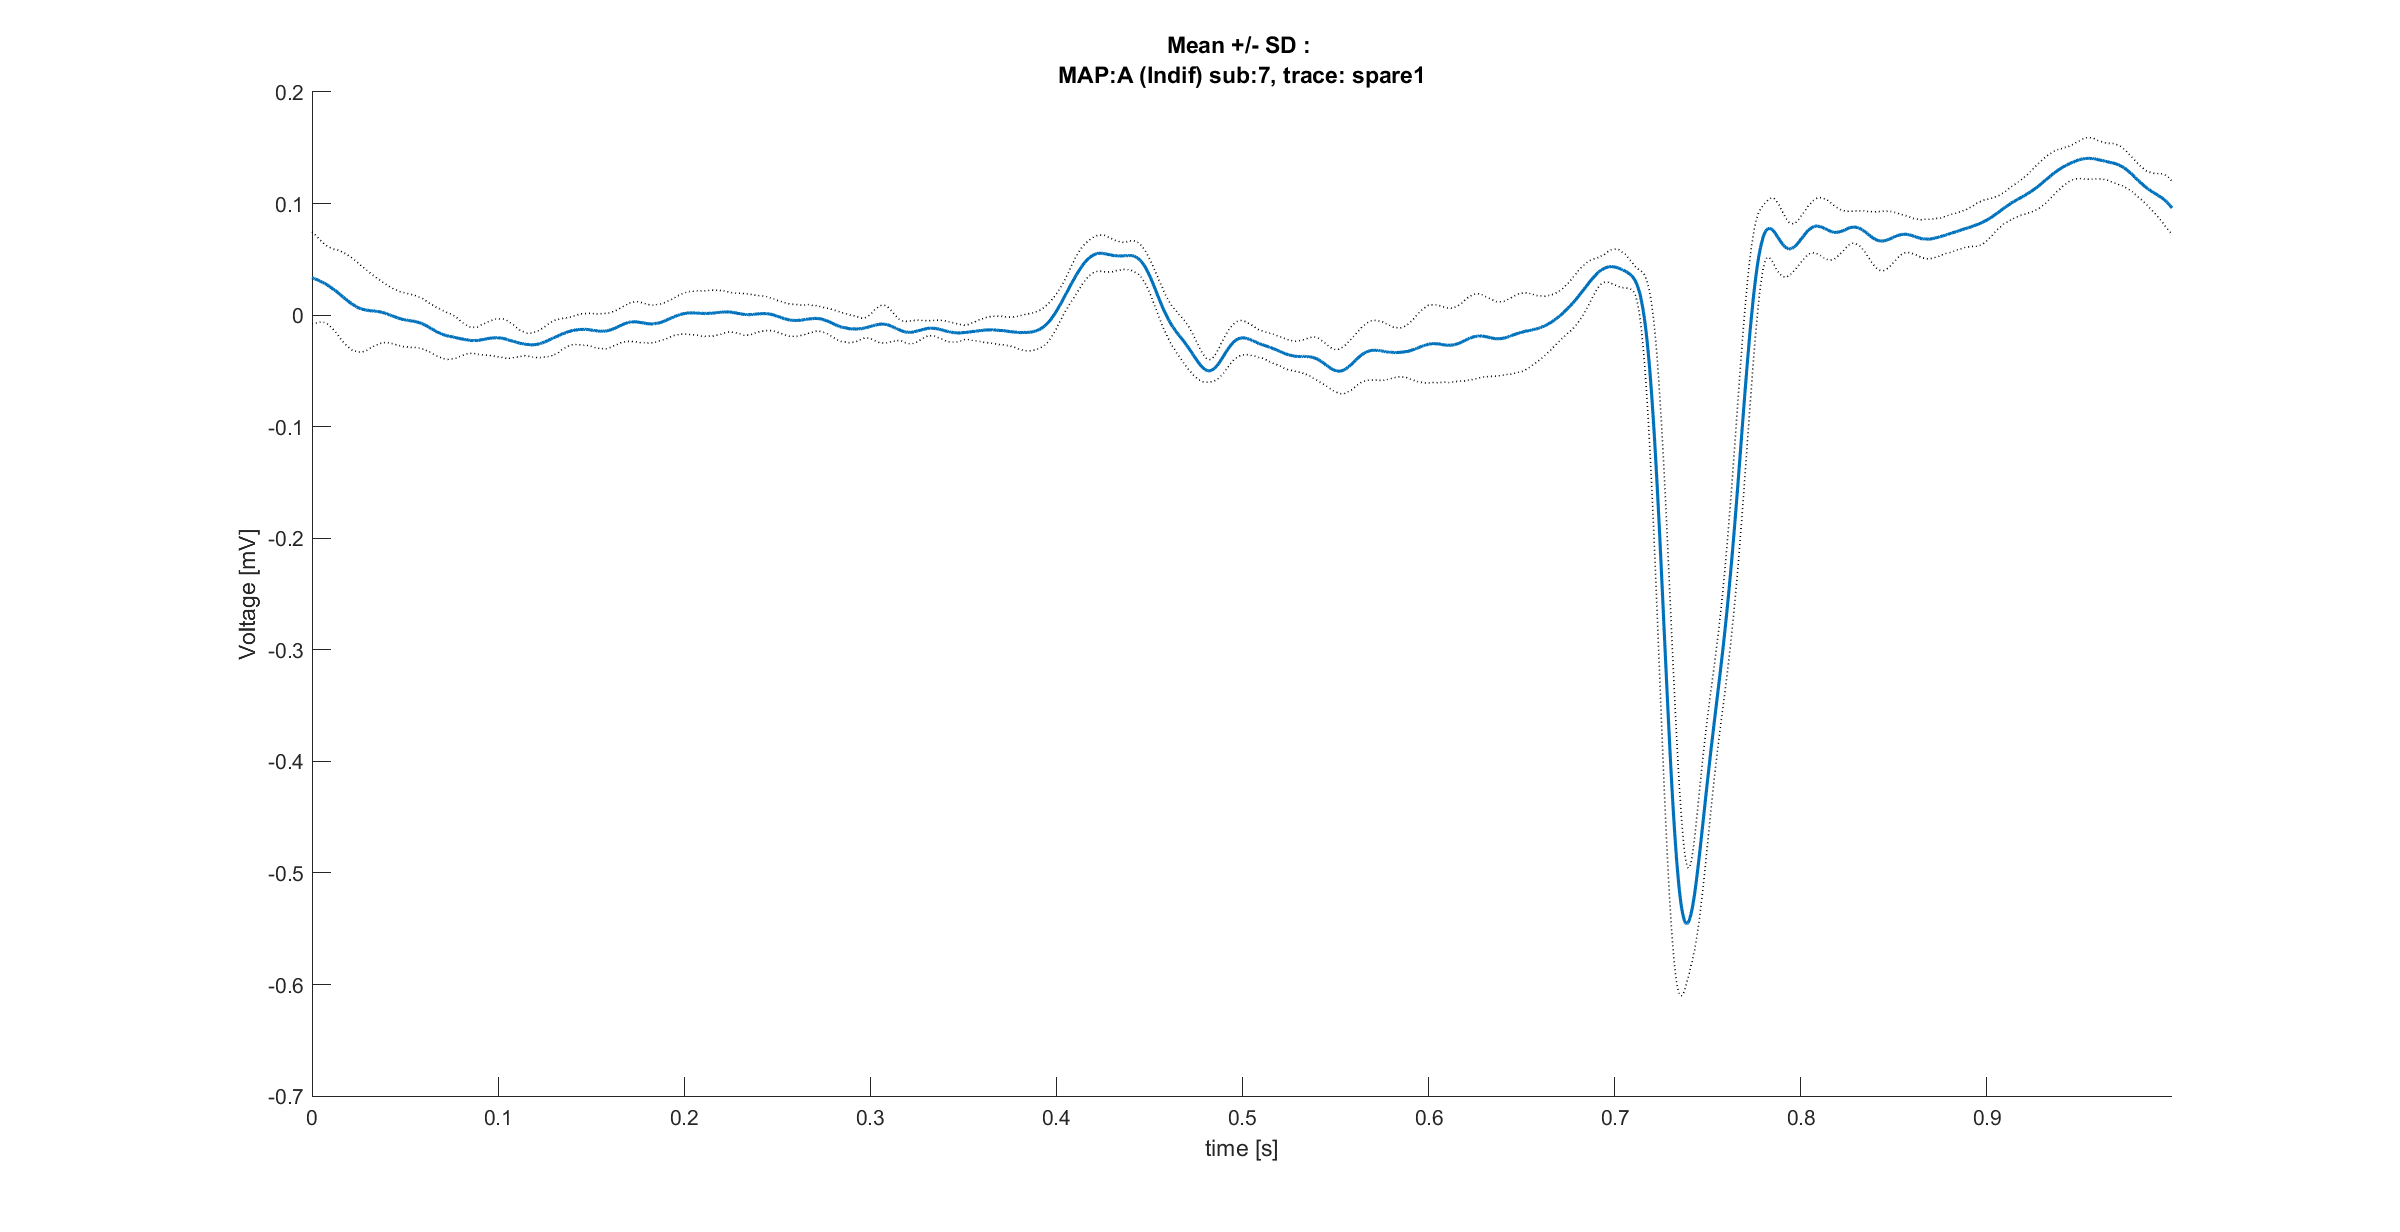 Mean +/- SD :
MAP:A (Indif) sub:7, trace: spare1
0.2
0.1
0
-0.1
-0.2
-0.3
-0.4
-0.5
-0.6
-0.7
Voltage [mV]
0 0.1 0.2 0.3 0.4 0.5 0.6 0.7 0.8 0.9
time [s]